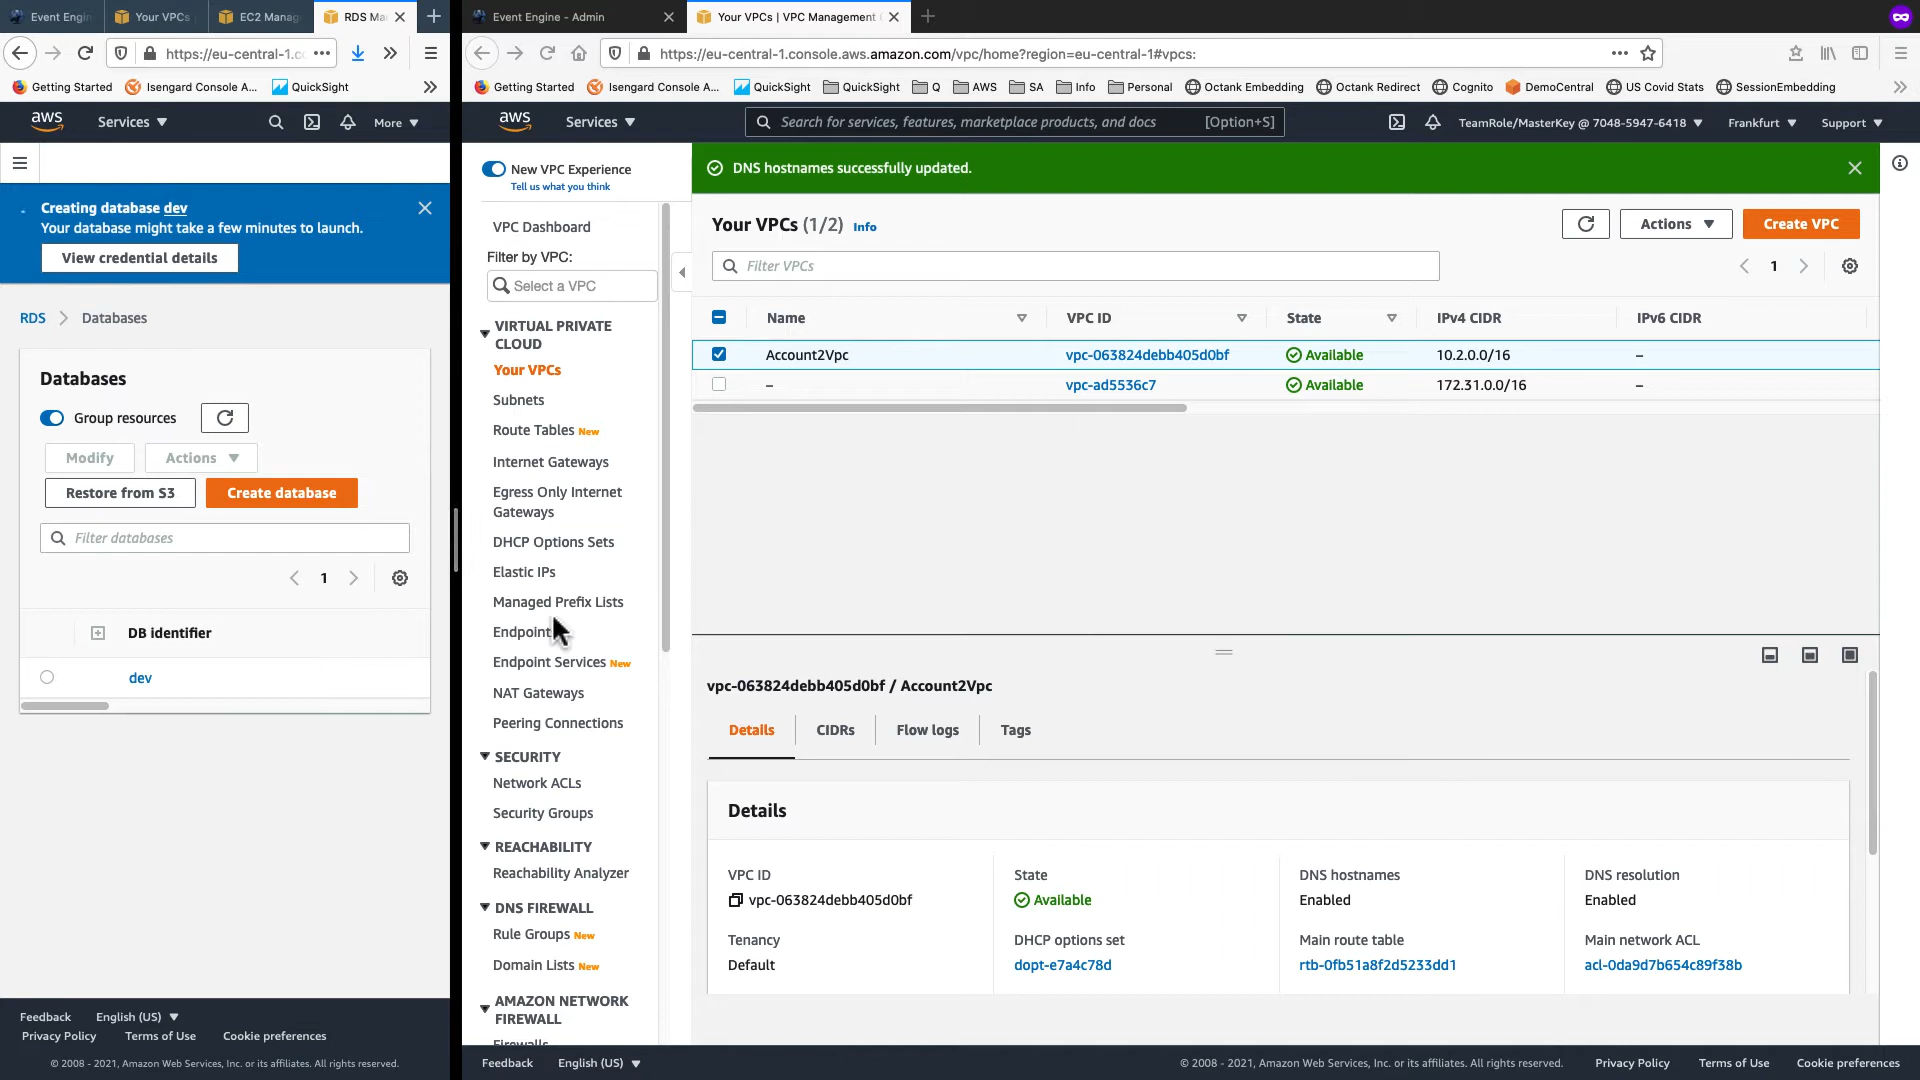 Event Engin
Your VPCs
EC2 Manag
RDS Ma
https://eu-central-1.c
Getting Started
Isengard Console A...
QuickSight
aws
Services
More
Creating database dev
Your database might take a few minutes to launch.
View credential details
RDS
Databases
Databases
Group resources
Modify
Actions
Restore from S3
Create database
Filter databases
1
DB identifier
dev
Feedback
English (US)
Privacy Policy
Terms of Use
Cookie preferences
© 2008 - 2021, Amazon Web Services, Inc. or its affiliates. All rights reserved.
Event Engine - Admin
Your VPCs | VPC Management
https://eu-central-1.console.aws.amazon.com/vpc/home?region=eu-central-1#vpcs:
Getting Started
Isengard Console A...
QuickSight
QuickSight
Q
AWS
SA
Info
Personal
Octank Embedding
Octank Redirect
Cognito
DemoCentral
US Covid Stats
SessionEmbedding
aws
Services
Search for services, features, marketplace products, and docs
[Option+S]
TeamRole/MasterKey @ 7048-5947-6418
Frankfurt
Support
New VPC Experience
Tell us what you think
VPC Dashboard
Filter by VPC:
Select a VPC
VIRTUAL PRIVATE
CLOUD
Your VPCs
Subnets
Route Tables New
Internet Gateways
Egress Only Internet
Gateways
DHCP Options Sets
Elastic IPs
Managed Prefix Lists
Endpoint
Endpoint Services New
NAT Gateways
Peering Connections
SECURITY
Network ACLs
Security Groups
REACHABILITY
Reachability Analyzer
DNS FIREWALL
Rule Groups New
Domain Lists New
AMAZON NETWORK
FIREWALL
Firewalls
DNS hostnames successfully updated.
Your VPCs (1/2) Info
Actions
Create VPC
Filter VPCs
1
Name
VPC ID
State
IPv4 CIDR
IPv6 CIDR
Account2Vpc
vpc-063824debb405d0bf
Available
10.2.0.0/16
–
–
vpc-ad5536c7
Available
172.31.0.0/16
–
vpc-063824debb405d0bf / Account2Vpc
Details
CIDRs
Flow logs
Tags
Details
VPC ID
State
DNS hostnames
DNS resolution
vpc-063824debb405d0bf
Available
Enabled
Enabled
Tenancy
DHCP options set
Main route table
Main network ACL
Default
dopt-e7a4c78d
rtb-0fb51a8f2d5233dd1
acl-0da9d7b654c89f38b
Feedback
English (US)
© 2008 - 2021, Amazon Web Services, Inc. or its affiliates. All rights reserved.
Privacy Policy
Terms of Use
Cookie preferences